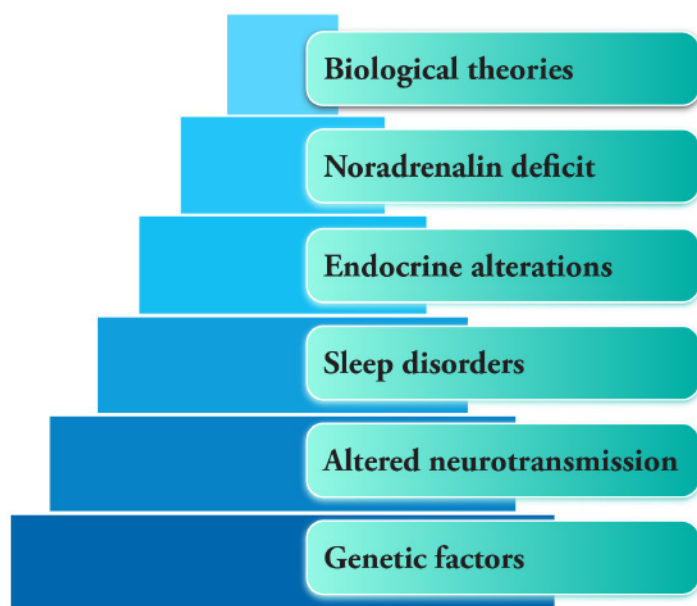 Biological theories
Noradrenalin deficit
Endocrine alterations
Sleep disorders
Altered neurotransmission
Genetic factors